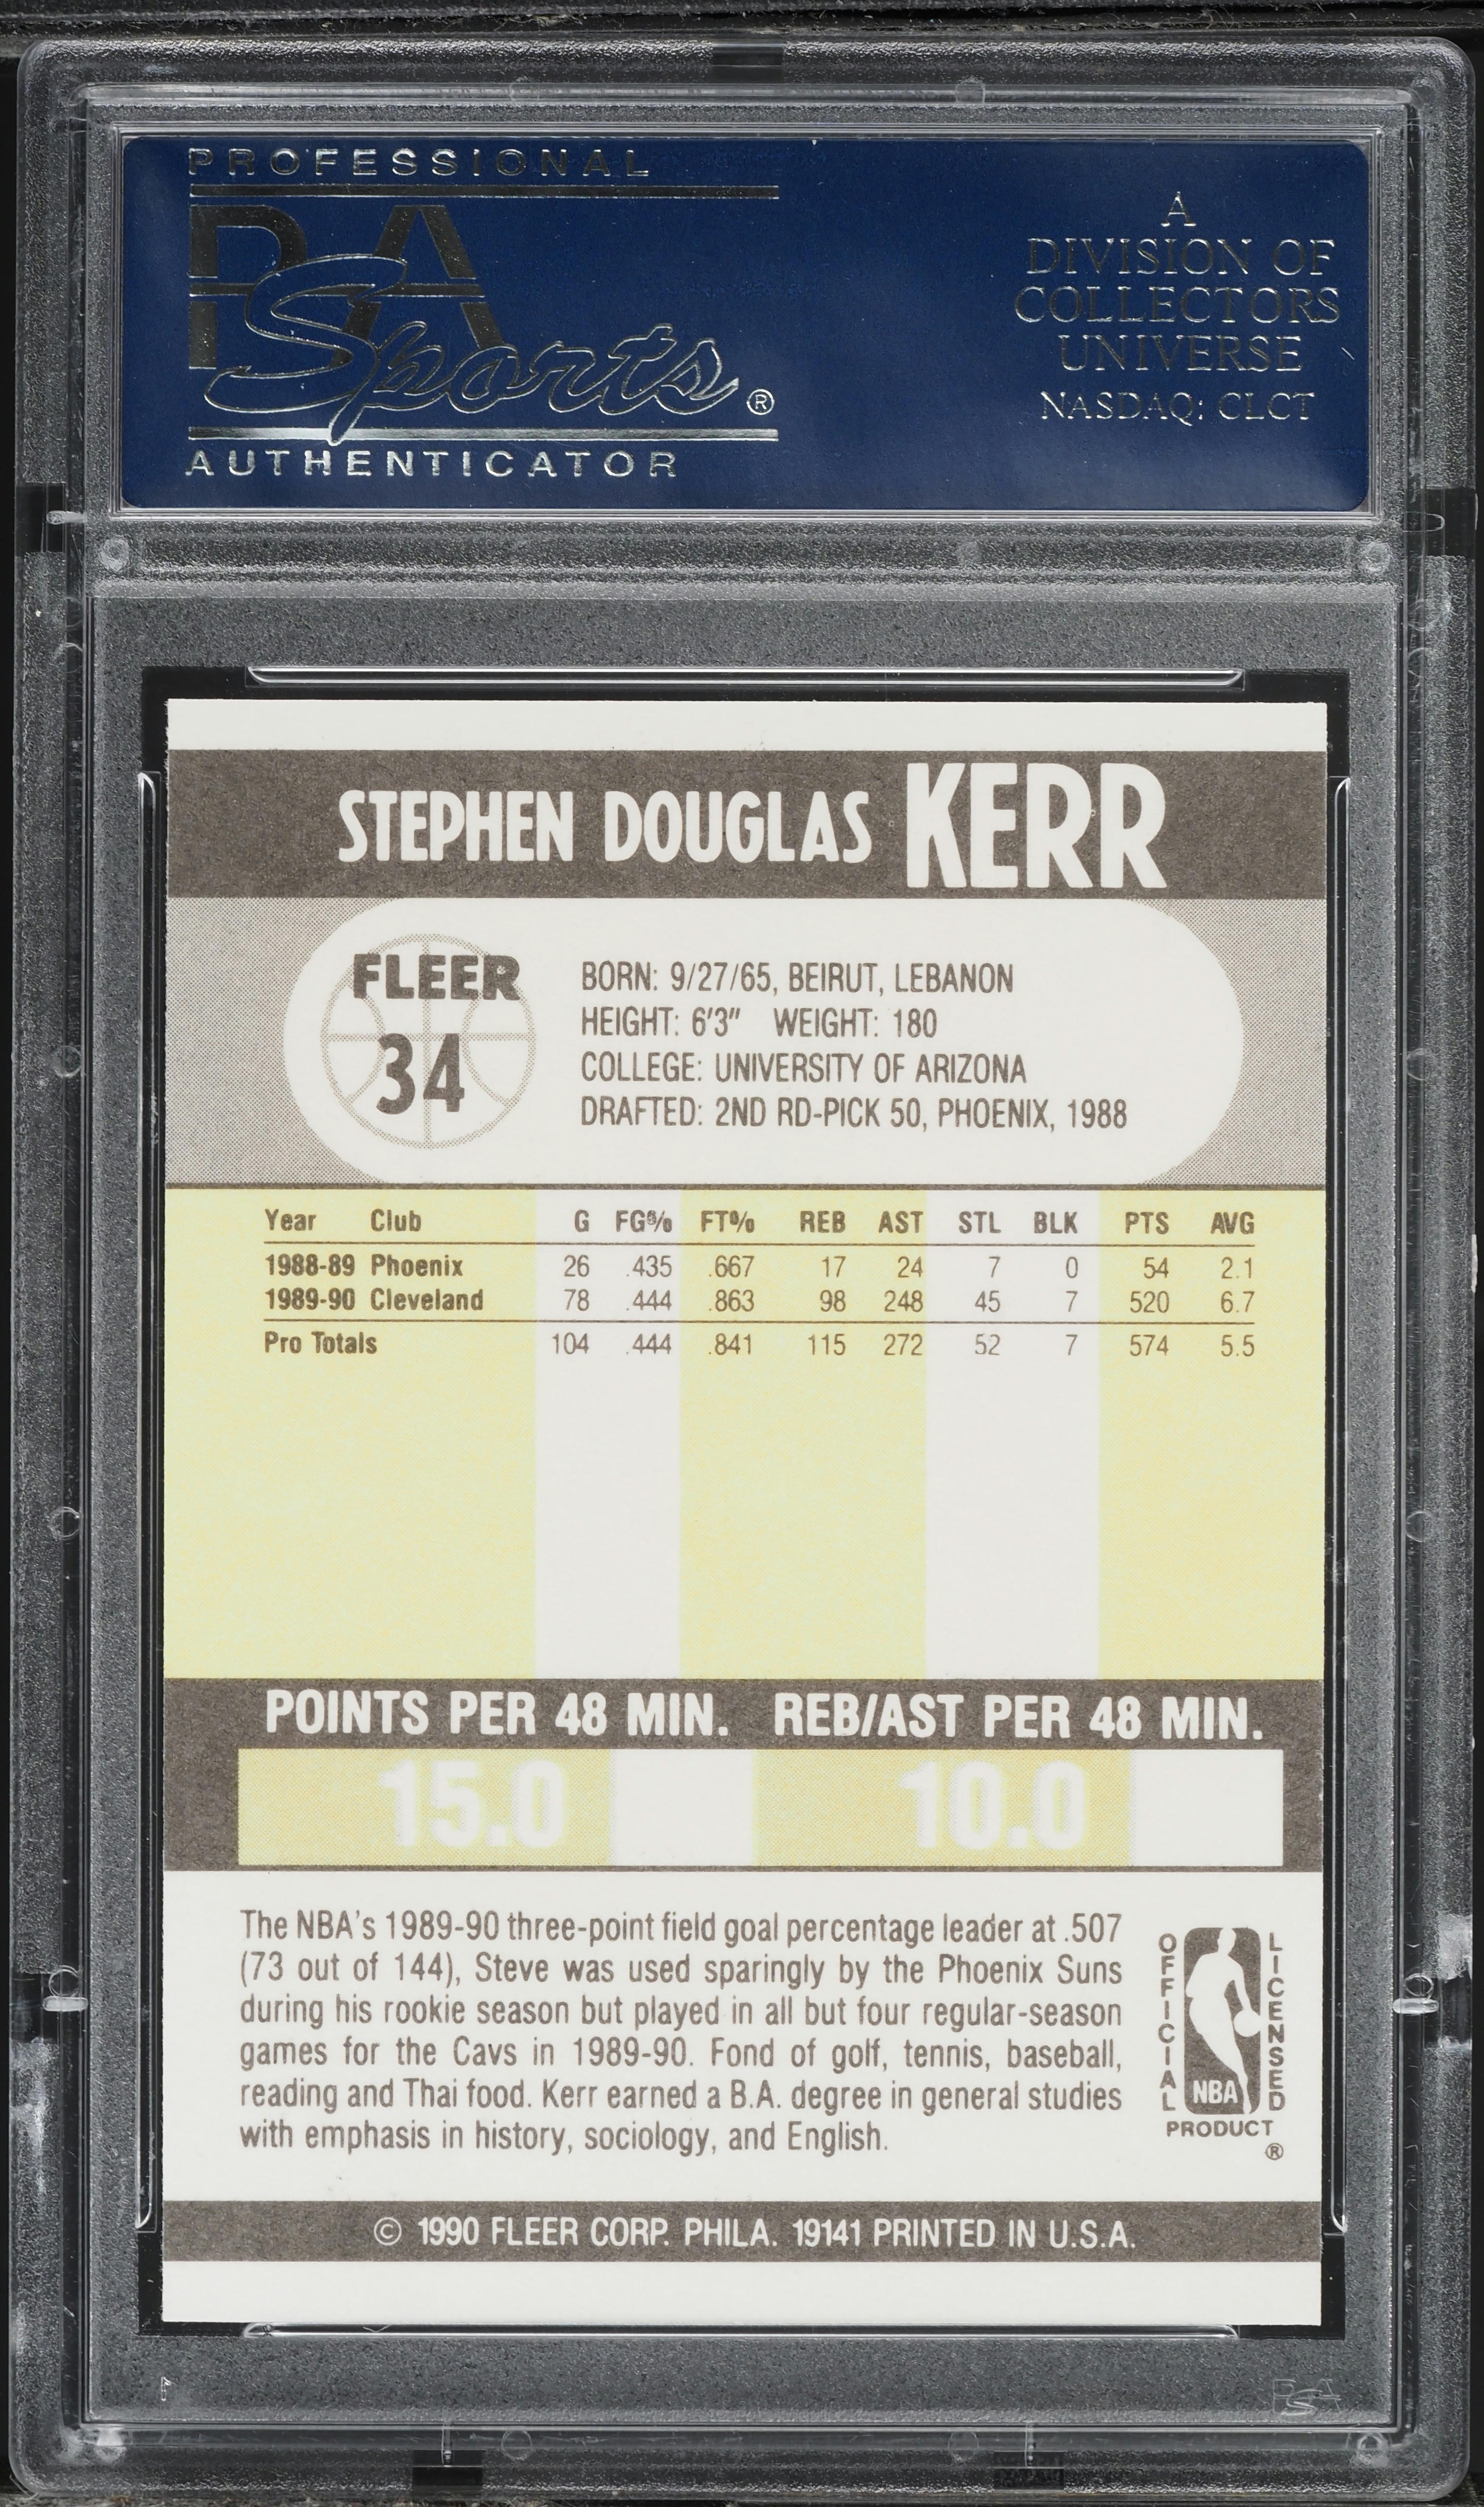 PROFESSIONAL
PSA
Sports®
AUTHENTICATOR
A
DIVISION OF
COLLECTORS
UNIVERSE
NASDAQ: CLCT
STEPHEN DOUGLAS KERR
FLEER
34
BORN: 9/27/65, BEIRUT, LEBANON
HEIGHT: 6'3" WEIGHT: 180
COLLEGE: UNIVERSITY OF ARIZONA
DRAFTED: 2ND RD-PICK 50, PHOENIX, 1988
Year Club G FG% FT% REB AST STL BLK PTS AVG
1988-89 Phoenix 26 .435 .667 17 24 7 0 54 2.1
1989-90 Cleveland 78 .444 .863 98 248 45 7 520 6.7
Pro Totals 104 .444 .841 115 272 52 7 574 5.5
POINTS PER 48 MIN. REB/AST PER 48 MIN.
15.0 10.0
The NBA's 1989-90 three-point field goal percentage leader at .507
(73 out of 144), Steve was used sparingly by the Phoenix Suns
during his rookie season but played in all but four regular-season
games for the Cavs in 1989-90. Fond of golf, tennis, baseball,
reading and Thai food. Kerr earned a B.A. degree in general studies
with emphasis in history, sociology, and English.
OFFICIAL
LICENSED
NBA
PRODUCT
®
© 1990 FLEER CORP. PHILA. 19141 PRINTED IN U.S.A.
PSA